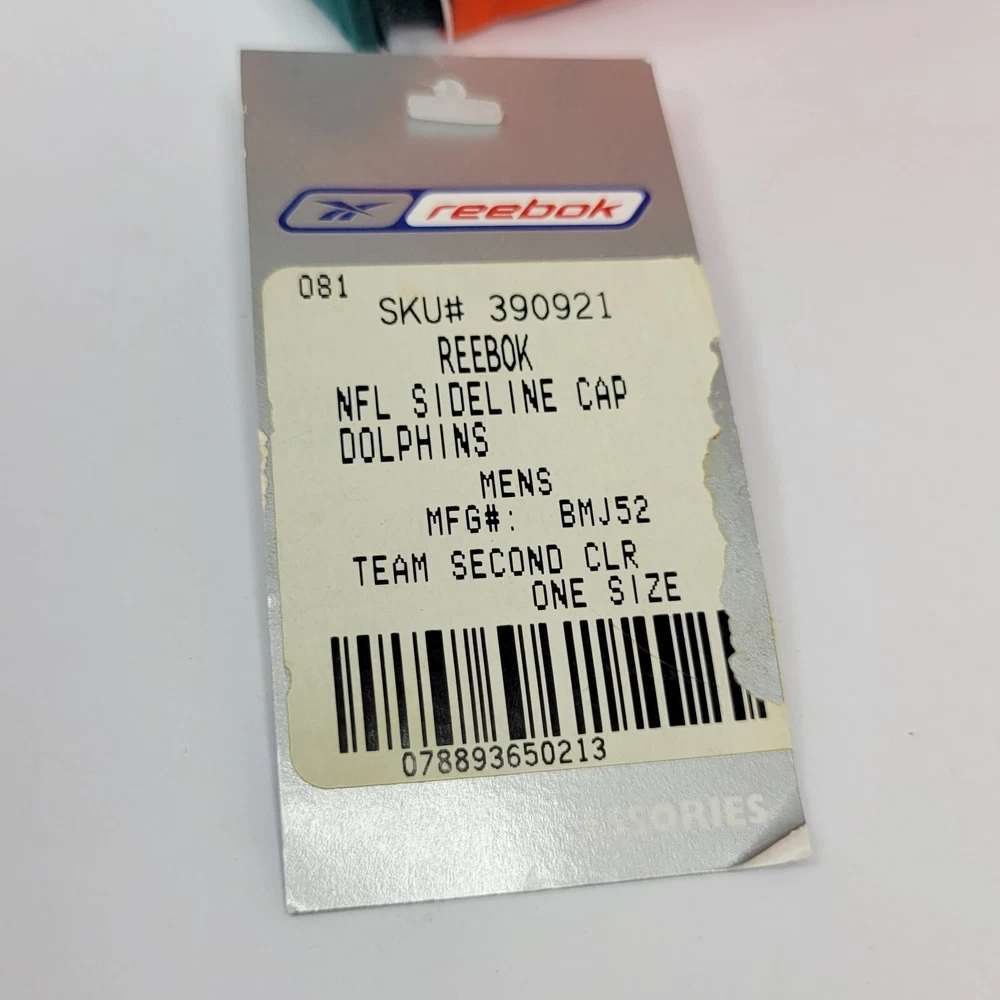 reebok
081
SKU# 390921
REEBOK
NFL SIDELINE CAP
DOLPHINS
MENS
MFG#: BMJ52
TEAM SECOND CLR
ONE SIZE
078893650213